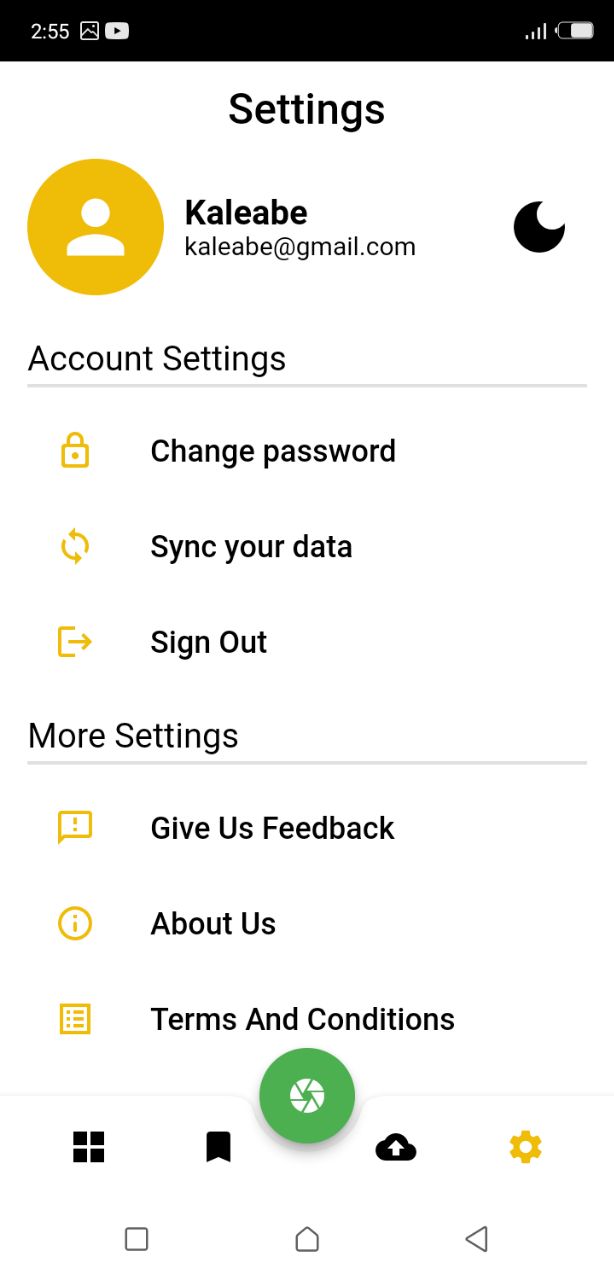 2:55
Settings
Kaleabe
kaleabe@gmail.com
Account Settings
Change password
Sync your data
Sign Out
More Settings
Give Us Feedback
About Us
Terms And Conditions